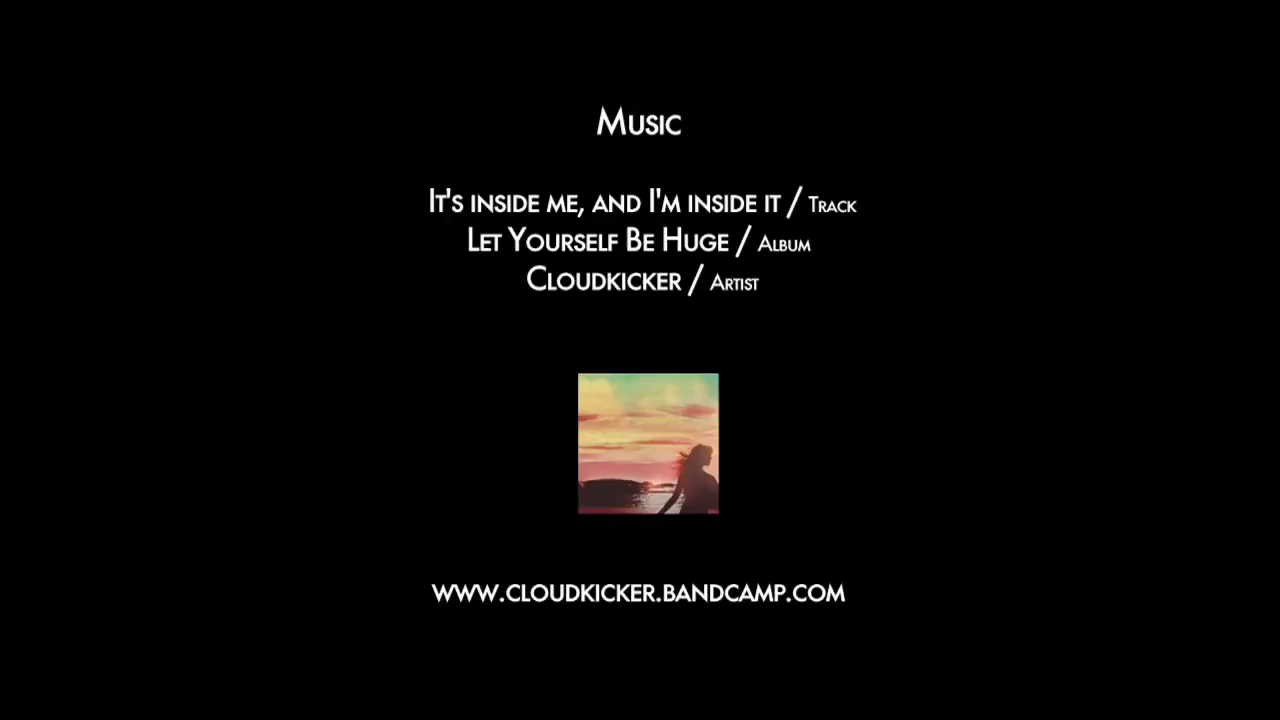 Music
It's inside me, and I'm inside it / Track
Let Yourself Be Huge / Album
Cloudkicker / Artist
www.cloudkicker.bandcamp.com